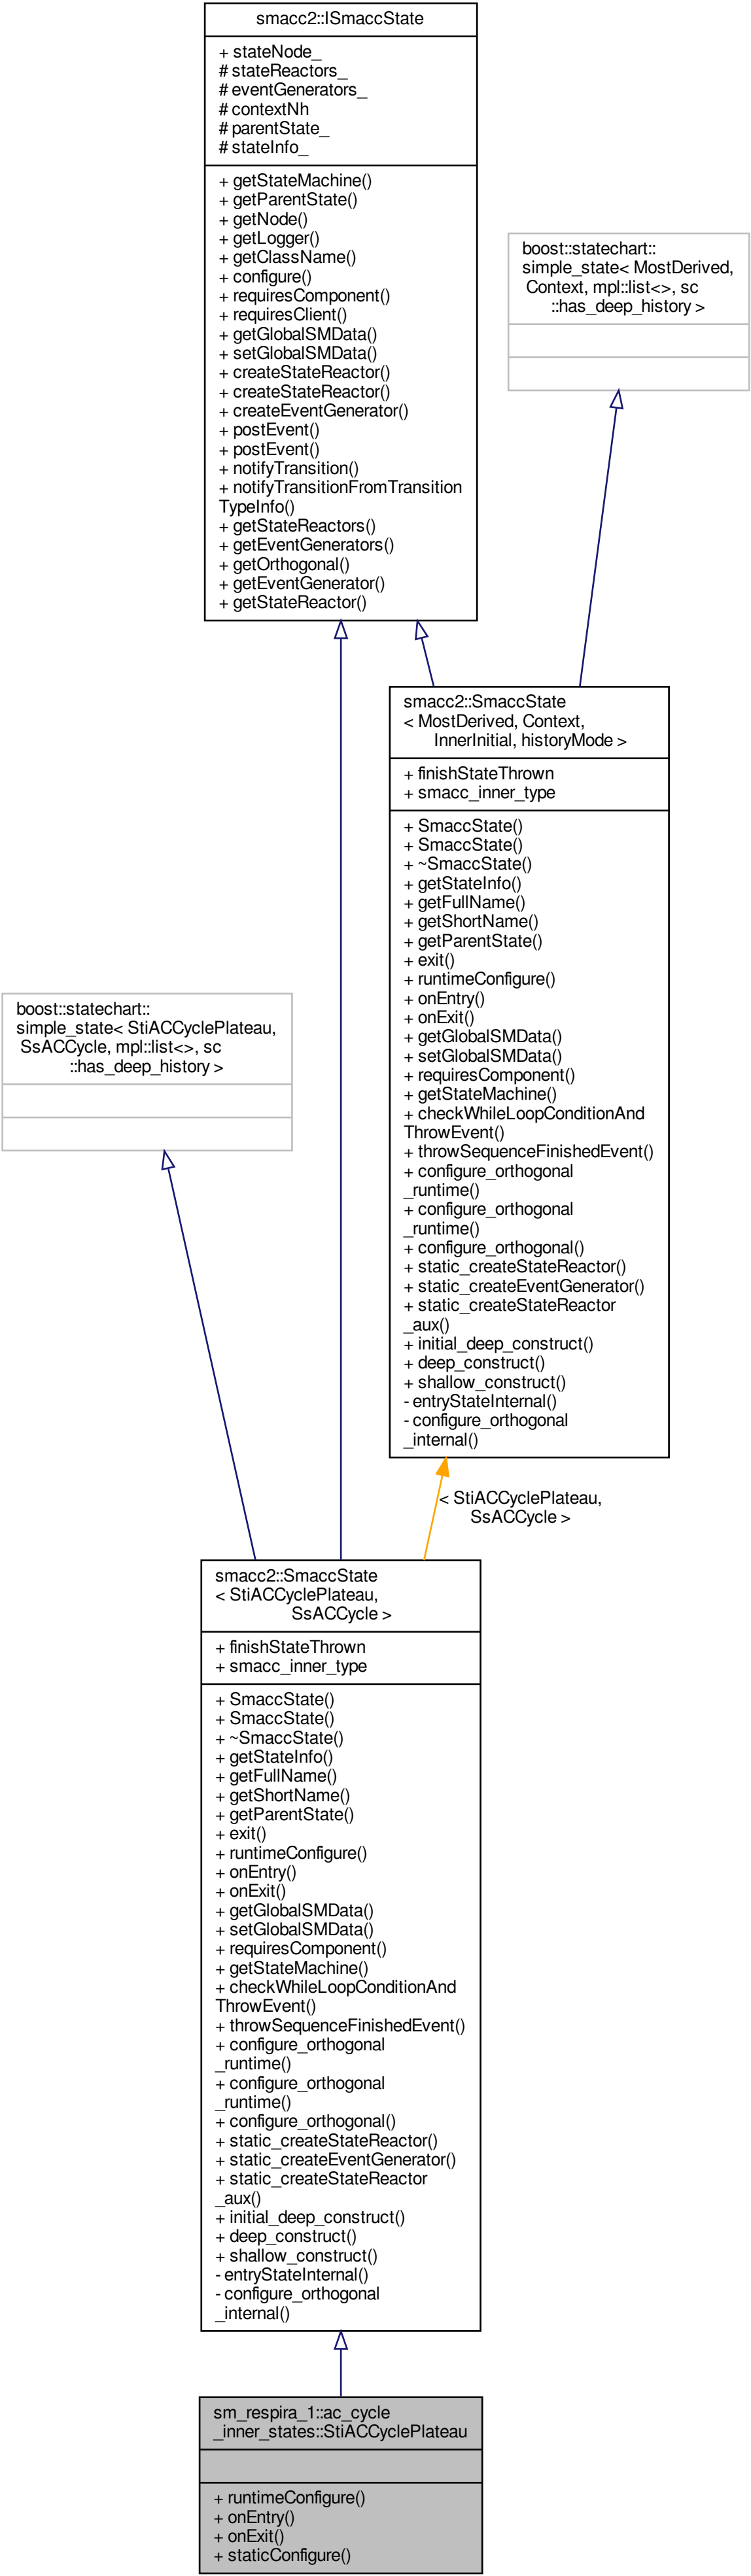 smacc2::ISmaccState
+ stateNode_
# stateReactors_
# eventGenerators_
# contextNh
# parentState_
# stateInfo_
+ getStateMachine()
+ getParentState()
+ getNode()
+ getLogger()
+ getClassName()
+ configure()
+ requiresComponent()
+ requiresClient()
+ getGlobalSMData()
+ setGlobalSMData()
+ createStateReactor()
+ createStateReactor()
+ createEventGenerator()
+ postEvent()
+ postEvent()
+ notifyTransition()
+ notifyTransitionFromTransition
TypeInfo()
+ getStateReactors()
+ getEventGenerators()
+ getOrthogonal()
+ getEventGenerator()
+ getStateReactor()
boost::statechart::
simple_state< MostDerived,
Context, mpl::list<>, sc
::has_deep_history >
smacc2::SmaccState
< MostDerived, Context,
InnerInitial, historyMode >
+ finishStateThrown
+ smacc_inner_type
+ SmaccState()
+ SmaccState()
+ ~SmaccState()
+ getStateInfo()
+ getFullName()
+ getShortName()
+ getParentState()
+ exit()
+ runtimeConfigure()
+ onEntry()
+ onExit()
+ getGlobalSMData()
+ setGlobalSMData()
+ requiresComponent()
+ getStateMachine()
+ checkWhileLoopConditionAnd
ThrowEvent()
+ throwSequenceFinishedEvent()
+ configure_orthogonal
_runtime()
+ configure_orthogonal
_runtime()
+ configure_orthogonal()
+ static_createStateReactor()
+ static_createEventGenerator()
+ static_createStateReactor
_aux()
+ initial_deep_construct()
+ deep_construct()
+ shallow_construct()
- entryStateInternal()
- configure_orthogonal
_internal()
boost::statechart::
simple_state< StiACCyclePlateau,
SsACCycle, mpl::list<>, sc
::has_deep_history >
< StiACCyclePlateau,
SsACCycle >
smacc2::SmaccState
< StiACCyclePlateau,
SsACCycle >
+ finishStateThrown
+ smacc_inner_type
+ SmaccState()
+ SmaccState()
+ ~SmaccState()
+ getStateInfo()
+ getFullName()
+ getShortName()
+ getParentState()
+ exit()
+ runtimeConfigure()
+ onEntry()
+ onExit()
+ getGlobalSMData()
+ setGlobalSMData()
+ requiresComponent()
+ getStateMachine()
+ checkWhileLoopConditionAnd
ThrowEvent()
+ throwSequenceFinishedEvent()
+ configure_orthogonal
_runtime()
+ configure_orthogonal
_runtime()
+ configure_orthogonal()
+ static_createStateReactor()
+ static_createEventGenerator()
+ static_createStateReactor
_aux()
+ initial_deep_construct()
+ deep_construct()
+ shallow_construct()
- entryStateInternal()
- configure_orthogonal
_internal()
sm_respira_1::ac_cycle
_inner_states::StiACCyclePlateau
+ runtimeConfigure()
+ onEntry()
+ onExit()
+ staticConfigure()